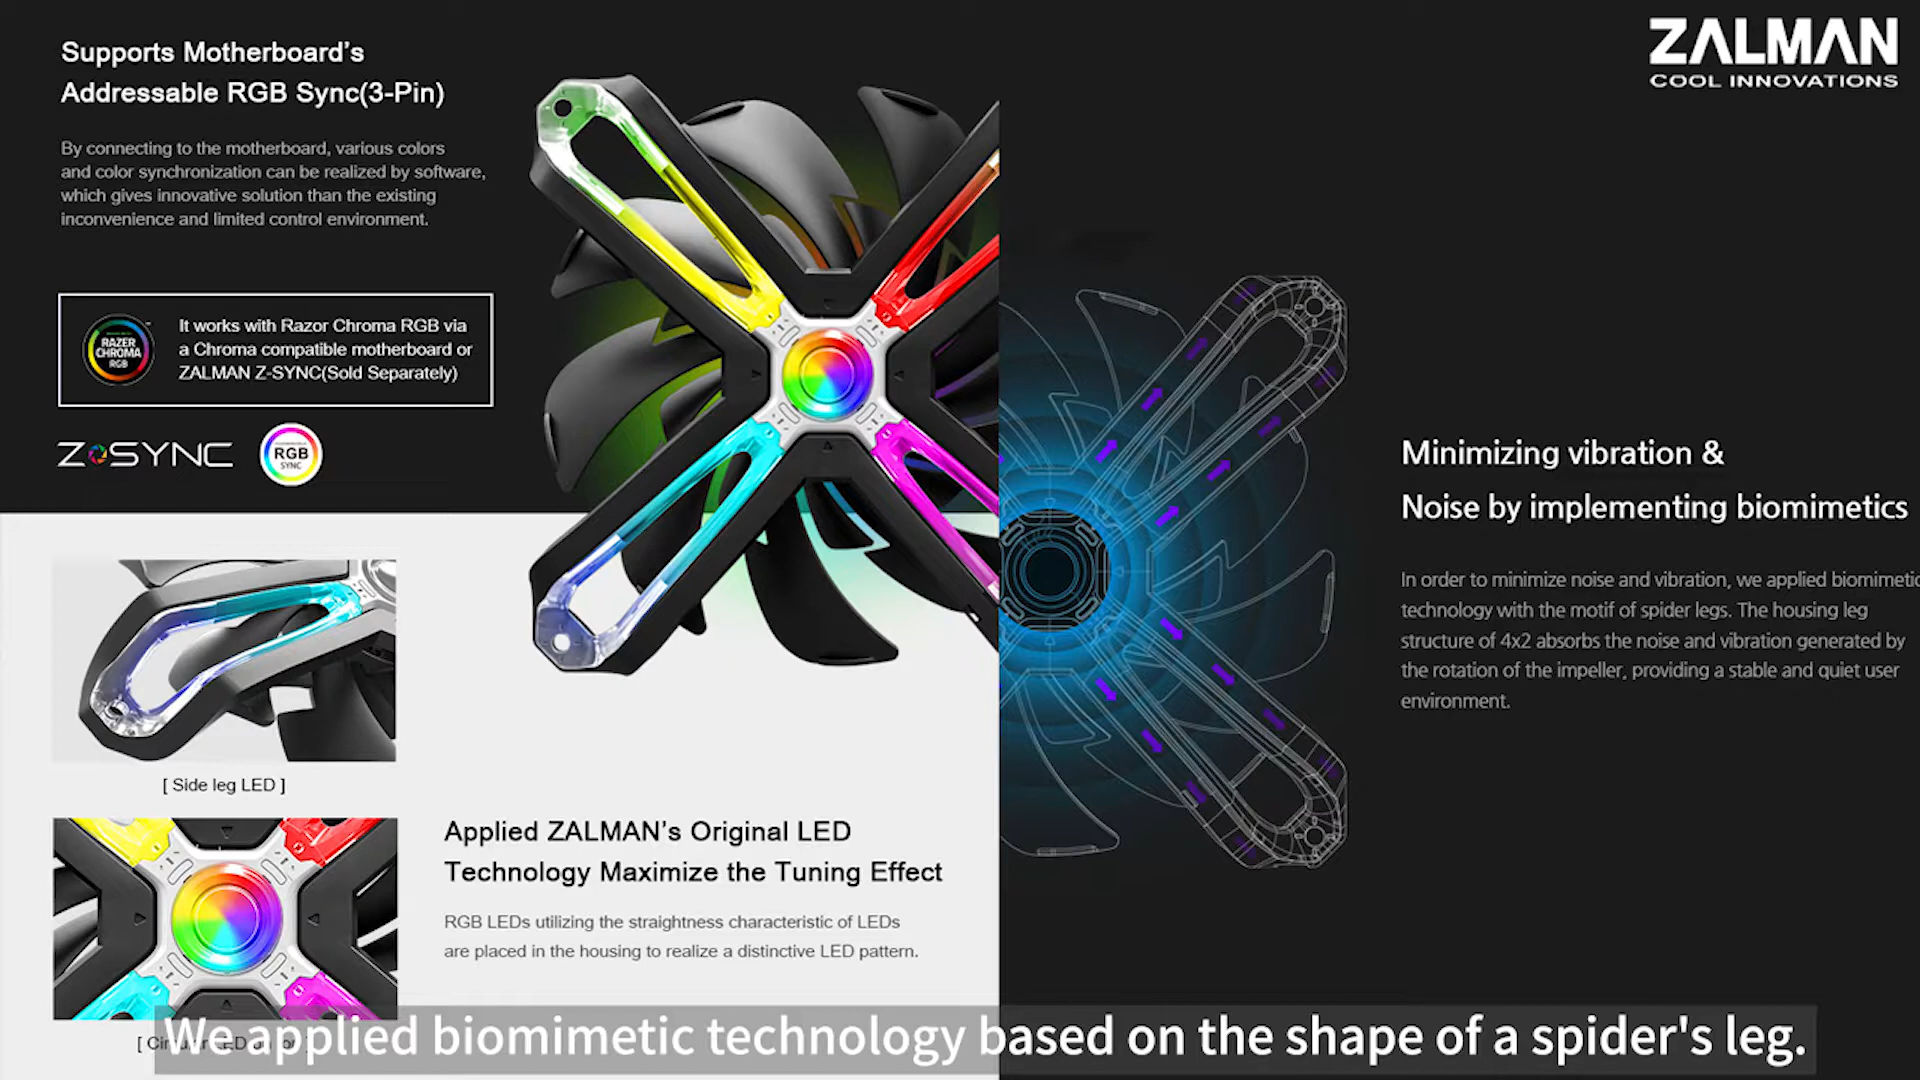 Supports Motherboard's
Addressable RGB Sync(3-Pin)
By connecting to the motherboard, various colors
and color synchronization can be realized by software,
which gives innovative solution than the existing
inconvenience and limited control environment.
RAZER
CHROMA
RGB
It works with Razor Chroma RGB via
a Chroma compatible motherboard or
ZALMAN Z-SYNC(Sold Separately)
Z SYNC
RGB
SYNC
[ Side leg LED ]
Applied ZALMAN's Original LED
Technology Maximize the Tuning Effect
RGB LEDs utilizing the straightness characteristic of LEDs
are placed in the housing to realize a distinctive LED pattern.
ZALMAN
COOL INNOVATIONS
Minimizing vibration &
Noise by implementing biomimetics
In order to minimize noise and vibration, we applied biomimetic
technology with the motif of spider legs. The housing leg
structure of 4x2 absorbs the noise and vibration generated by
the rotation of the impeller, providing a stable and quiet user
environment.
We applied biomimetic technology based on the shape of a spider's leg.